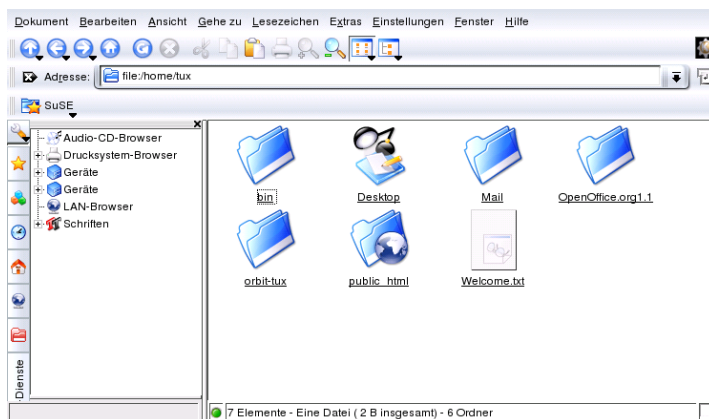 Dokument Bearbeiten Ansicht Gehe zu Lesezeichen Extras Einstellungen Fenster Hilfe
Adresse: file:/home/tux
SuSE
Audio-CD-Browser
Drucksystem-Browser
Geräte
Geräte
LAN-Browser
Schriften
Dienste
bin Desktop Mail OpenOffice.org1.1
orbit-tux public_html Welcome.txt
7 Elemente - Eine Datei ( 2 B insgesamt) - 6 Ordner